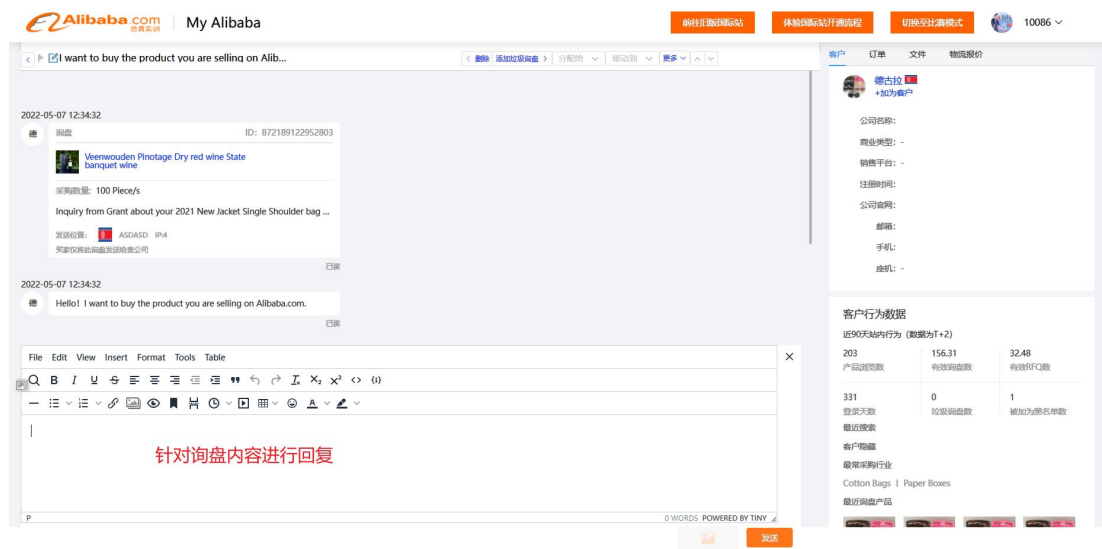 Alibaba.com
仿真实训
My Alibaba
前往旧版国际站
体验国际站开通流程
切换至比赛模式
10086
I want to buy the product you are selling on Alib...
删除 添加垃圾询盘 分配给 移动到 更多
2022-05-07 12:34:32
德
询盘
ID: 872189122952803
Veenwouden Pinotage Dry red wine State
banquet wine
采购数量: 100 Piece/s
Inquiry from Grant about your 2021 New Jacket Single Shoulder bag ...
发送位置: ASDASD IP:4
买家仅将此询盘发送给贵公司
已读
2022-05-07 12:34:32
德
Hello! I want to buy the product you are selling on Alibaba.com.
已读
File Edit View Insert Format Tools Table
针对询盘内容进行回复
P
0 WORDS POWERED BY TINY
发送
客户 订单 文件 物流报价
德古拉
+加为客户
公司名称:
商业类型: -
销售平台: -
注册时间:
公司官网:
邮箱:
手机:
座机: -
客户行为数据
近90天站内行为（数据为T+2）
203 156.31 32.48
产品浏览数 有效询盘数 有效RFQ数
331 0 1
登录天数 垃圾询盘数 被加为黑名单数
最近搜索
客户隐藏
最常采购行业
Cotton Bags | Paper Boxes
最近询盘产品